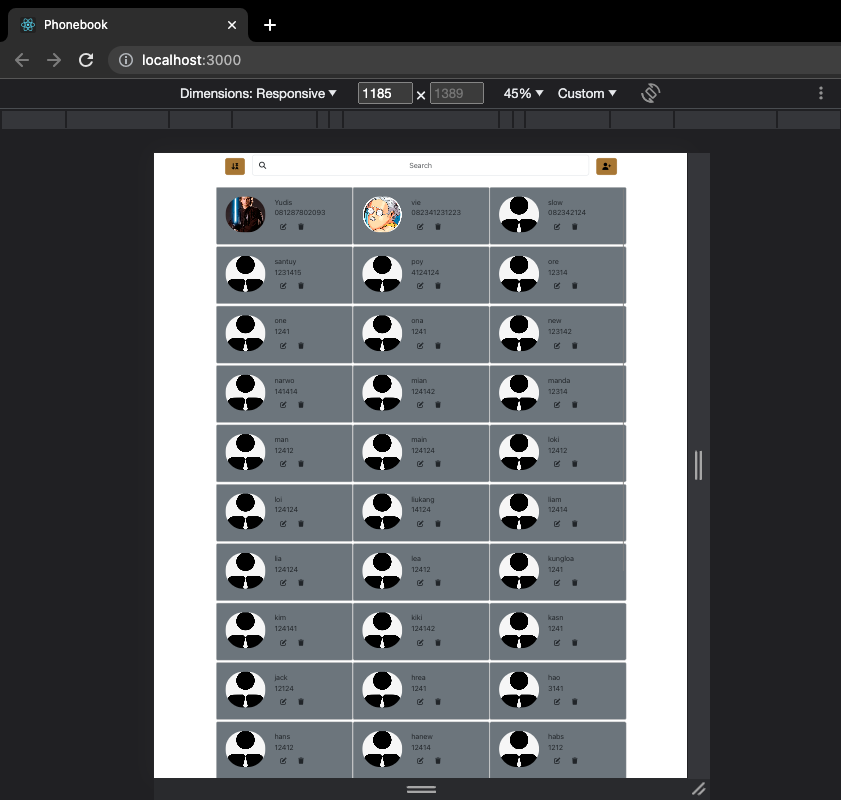 Phonebook
localhost:3000
Dimensions: Responsive 1185 × 1389 45% Custom
Search
Yudis vie slow
081287802093 082341231223 082342124
santuy poy ore
1231415 4124124 12314
one ona new
1241 1241 123142
narwo mian manda
141414 124142 12314
man main loki
12412 124124 12412
loi liukang liam
124124 14124 12414
lia lea kungloa
124124 12412 1241
kim kiki kasn
124141 124142 1241
jack hrea hao
12124 1241 3141
hans hanew habs
12412 12414 1212